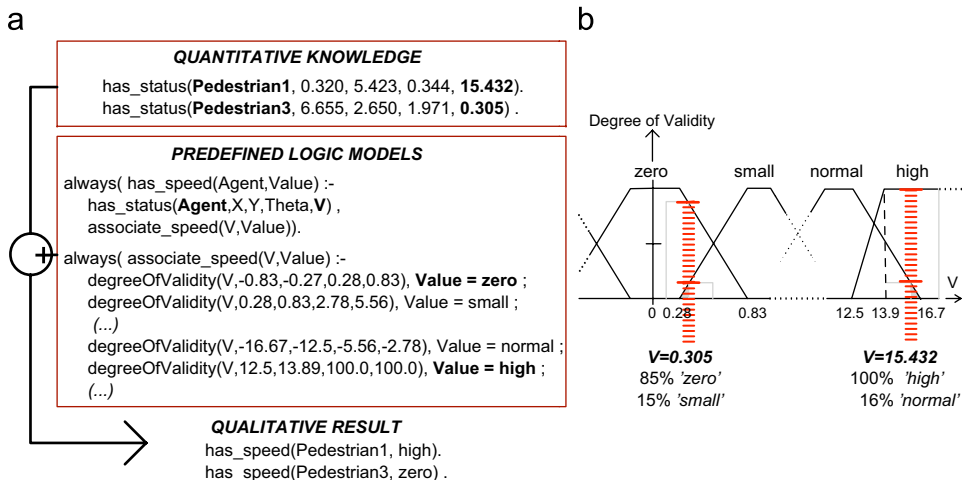 a
QUANTITATIVE KNOWLEDGE
has_status(Pedestrian1, 0.320, 5.423, 0.344, 15.432).
has_status(Pedestrian3, 6.655, 2.650, 1.971, 0.305) .
PREDEFINED LOGIC MODELS
always( has_speed(Agent,Value) :-
has_status(Agent,X,Y,Theta,V) ,
associate_speed(V,Value)).
+
always( associate_speed(V,Value) :-
degreeOfValidity(V,-0.83,-0.27,0.28,0.83), Value = zero ;
degreeOfValidity(V,0.28,0.83,2.78,5.56), Value = small ;
(...)
degreeOfValidity(V,-16.67,-12.5,-5.56,-2.78), Value = normal ;
degreeOfValidity(V,12.5,13.89,100.0,100.0), Value = high ;
(...)
QUALITATIVE RESULT
has_speed(Pedestrian1, high).
has_speed(Pedestrian3, zero) .
b
Degree of Validity
zero small normal high
V
0 0.28 0.83 12.5 13.9 16.7
V=0.305 V=15.432
85% 'zero' 100% 'high'
15% 'small' 16% 'normal'